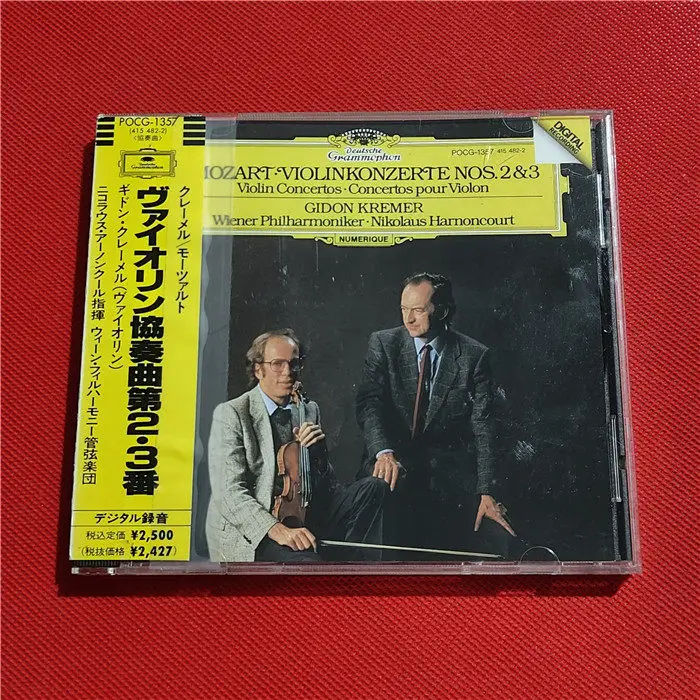 POCG-1357
(415 482-2)
〈協奏曲〉
クレーメル/モーツァルト
ヴァイオリン協奏曲第2・3番
ギドン・クレーメル(ヴァイオリン)
ニコラウス・アーノンクール指揮 ウィーン・フィルハーモニー管弦楽団
デジタル録音
税込定価 ¥2,500
(税抜価格 ¥2,427)
Deutsche
Grammophon
POCG-1357 415 482-2
DIGITAL
RECORDING
MOZART·VIOLINKONZERTE NOS. 2&3
Violin Concertos·Concertos pour Violon
GIDON KREMER
Wiener Philharmoniker·Nikolaus Harnoncourt
NUMERIQUE